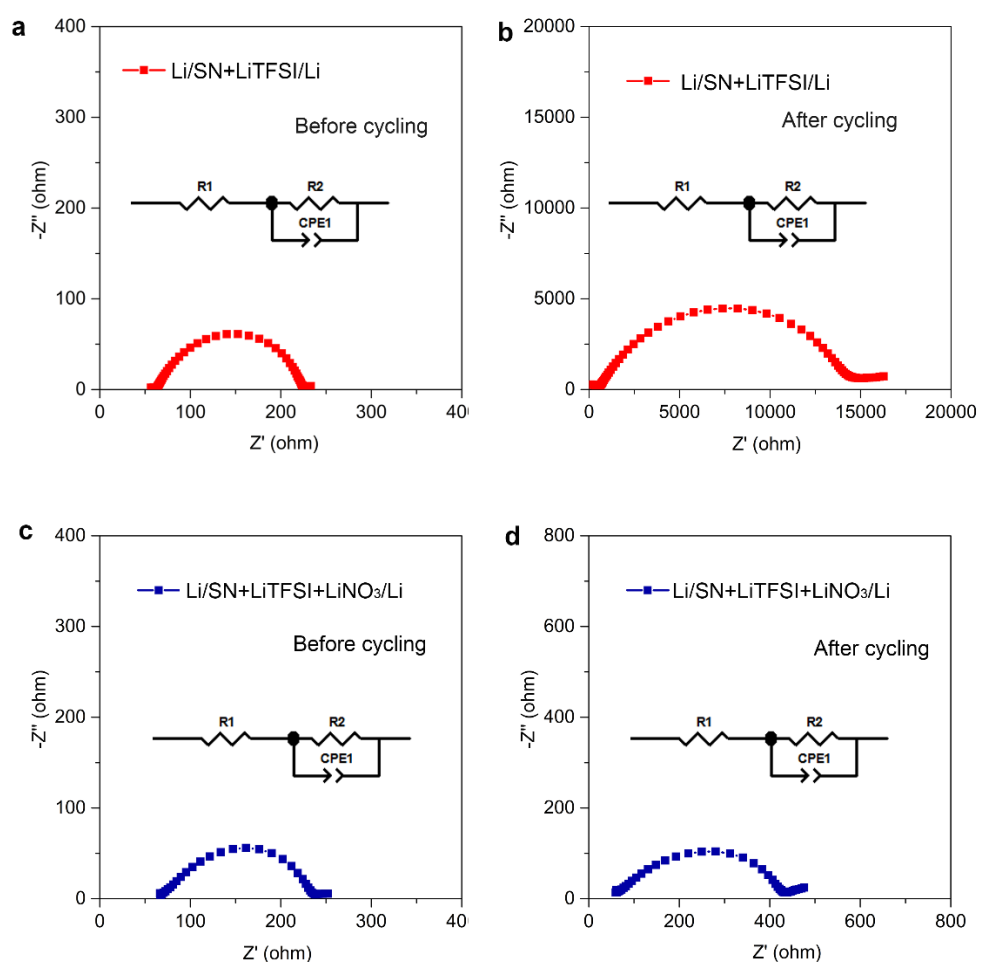 a
400
300
200
100
0
-Z'' (ohm)
Li/SN+LiTFSI/Li
Before cycling
R1
R2
CPE1
0 100 200 300 40
Z' (ohm)
b
20000
15000
10000
5000
0
-Z'' (ohm)
Li/SN+LiTFSI/Li
After cycling
R1
R2
CPE1
0 5000 10000 15000 20000
Z' (ohm)
c
400
300
200
100
0
-Z'' (ohm)
Li/SN+LiTFSI+LiNO₃/Li
Before cycling
R1
R2
CPE1
0 100 200 300 40
Z' (ohm)
d
800
600
400
200
0
-Z'' (ohm)
Li/SN+LiTFSI+LiNO₃/Li
After cycling
R1
R2
CPE1
0 200 400 600 800
Z' (ohm)